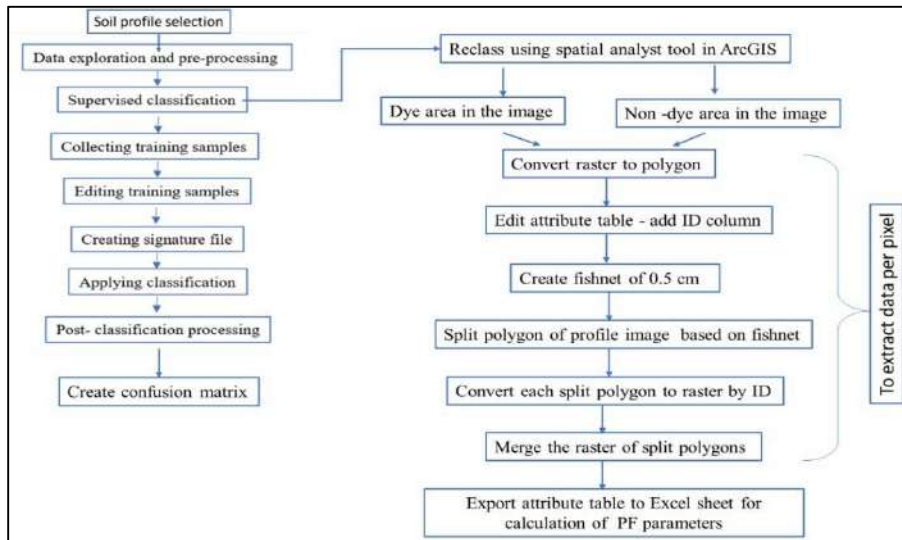 Soil profile selection
Data exploration and pre-processing
Supervised classification
Collecting training samples
Editing training samples
Creating signature file
Applying classification
Post- classification processing
Create confusion matrix
Reclass using spatial analyst tool in ArcGIS
Dye area in the image
Non -dye area in the image
Convert raster to polygon
Edit attribute table - add ID column
Create fishnet of 0.5 cm
Split polygon of profile image based on fishnet
Convert each split polygon to raster by ID
Merge the raster of split polygons
Export attribute table to Excel sheet for
calculation of PF parameters
To extract data per pixel